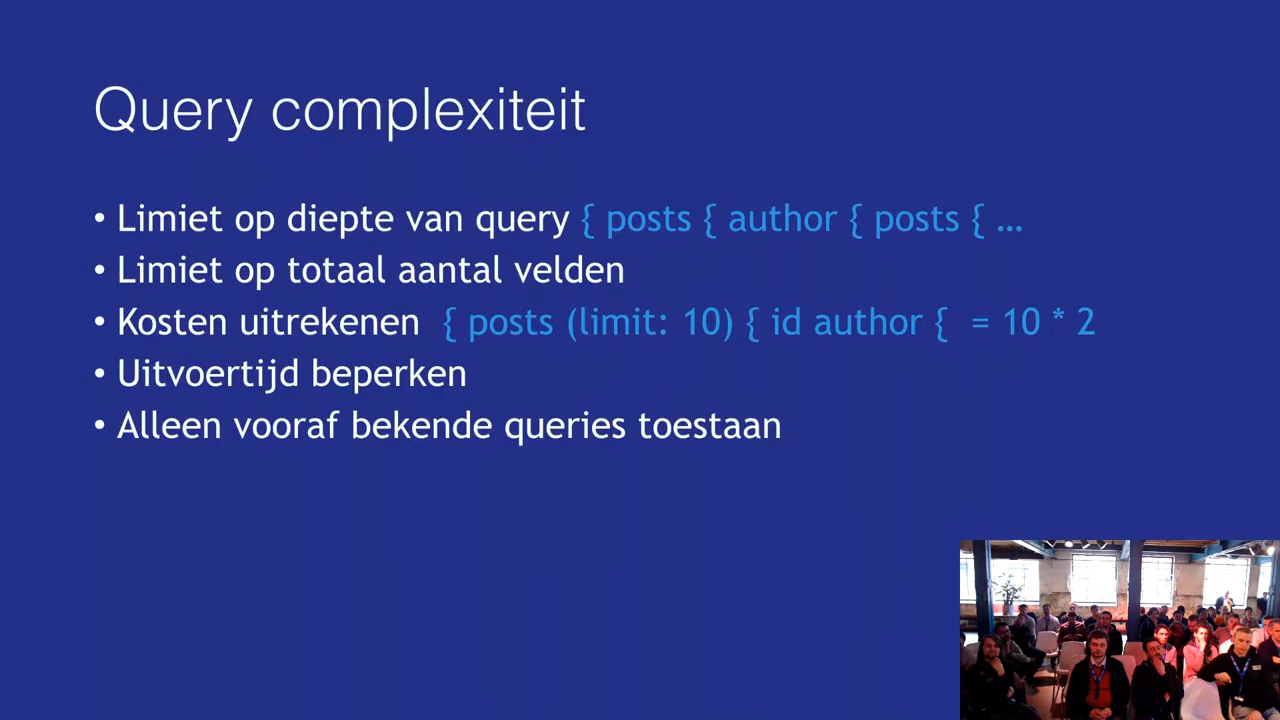 Query complexiteit
• Limiet op diepte van query { posts { author { posts { …
• Limiet op totaal aantal velden
• Kosten uitrekenen { posts (limit: 10) { id author { = 10 * 2
• Uitvoertijd beperken
• Alleen vooraf bekende queries toestaan